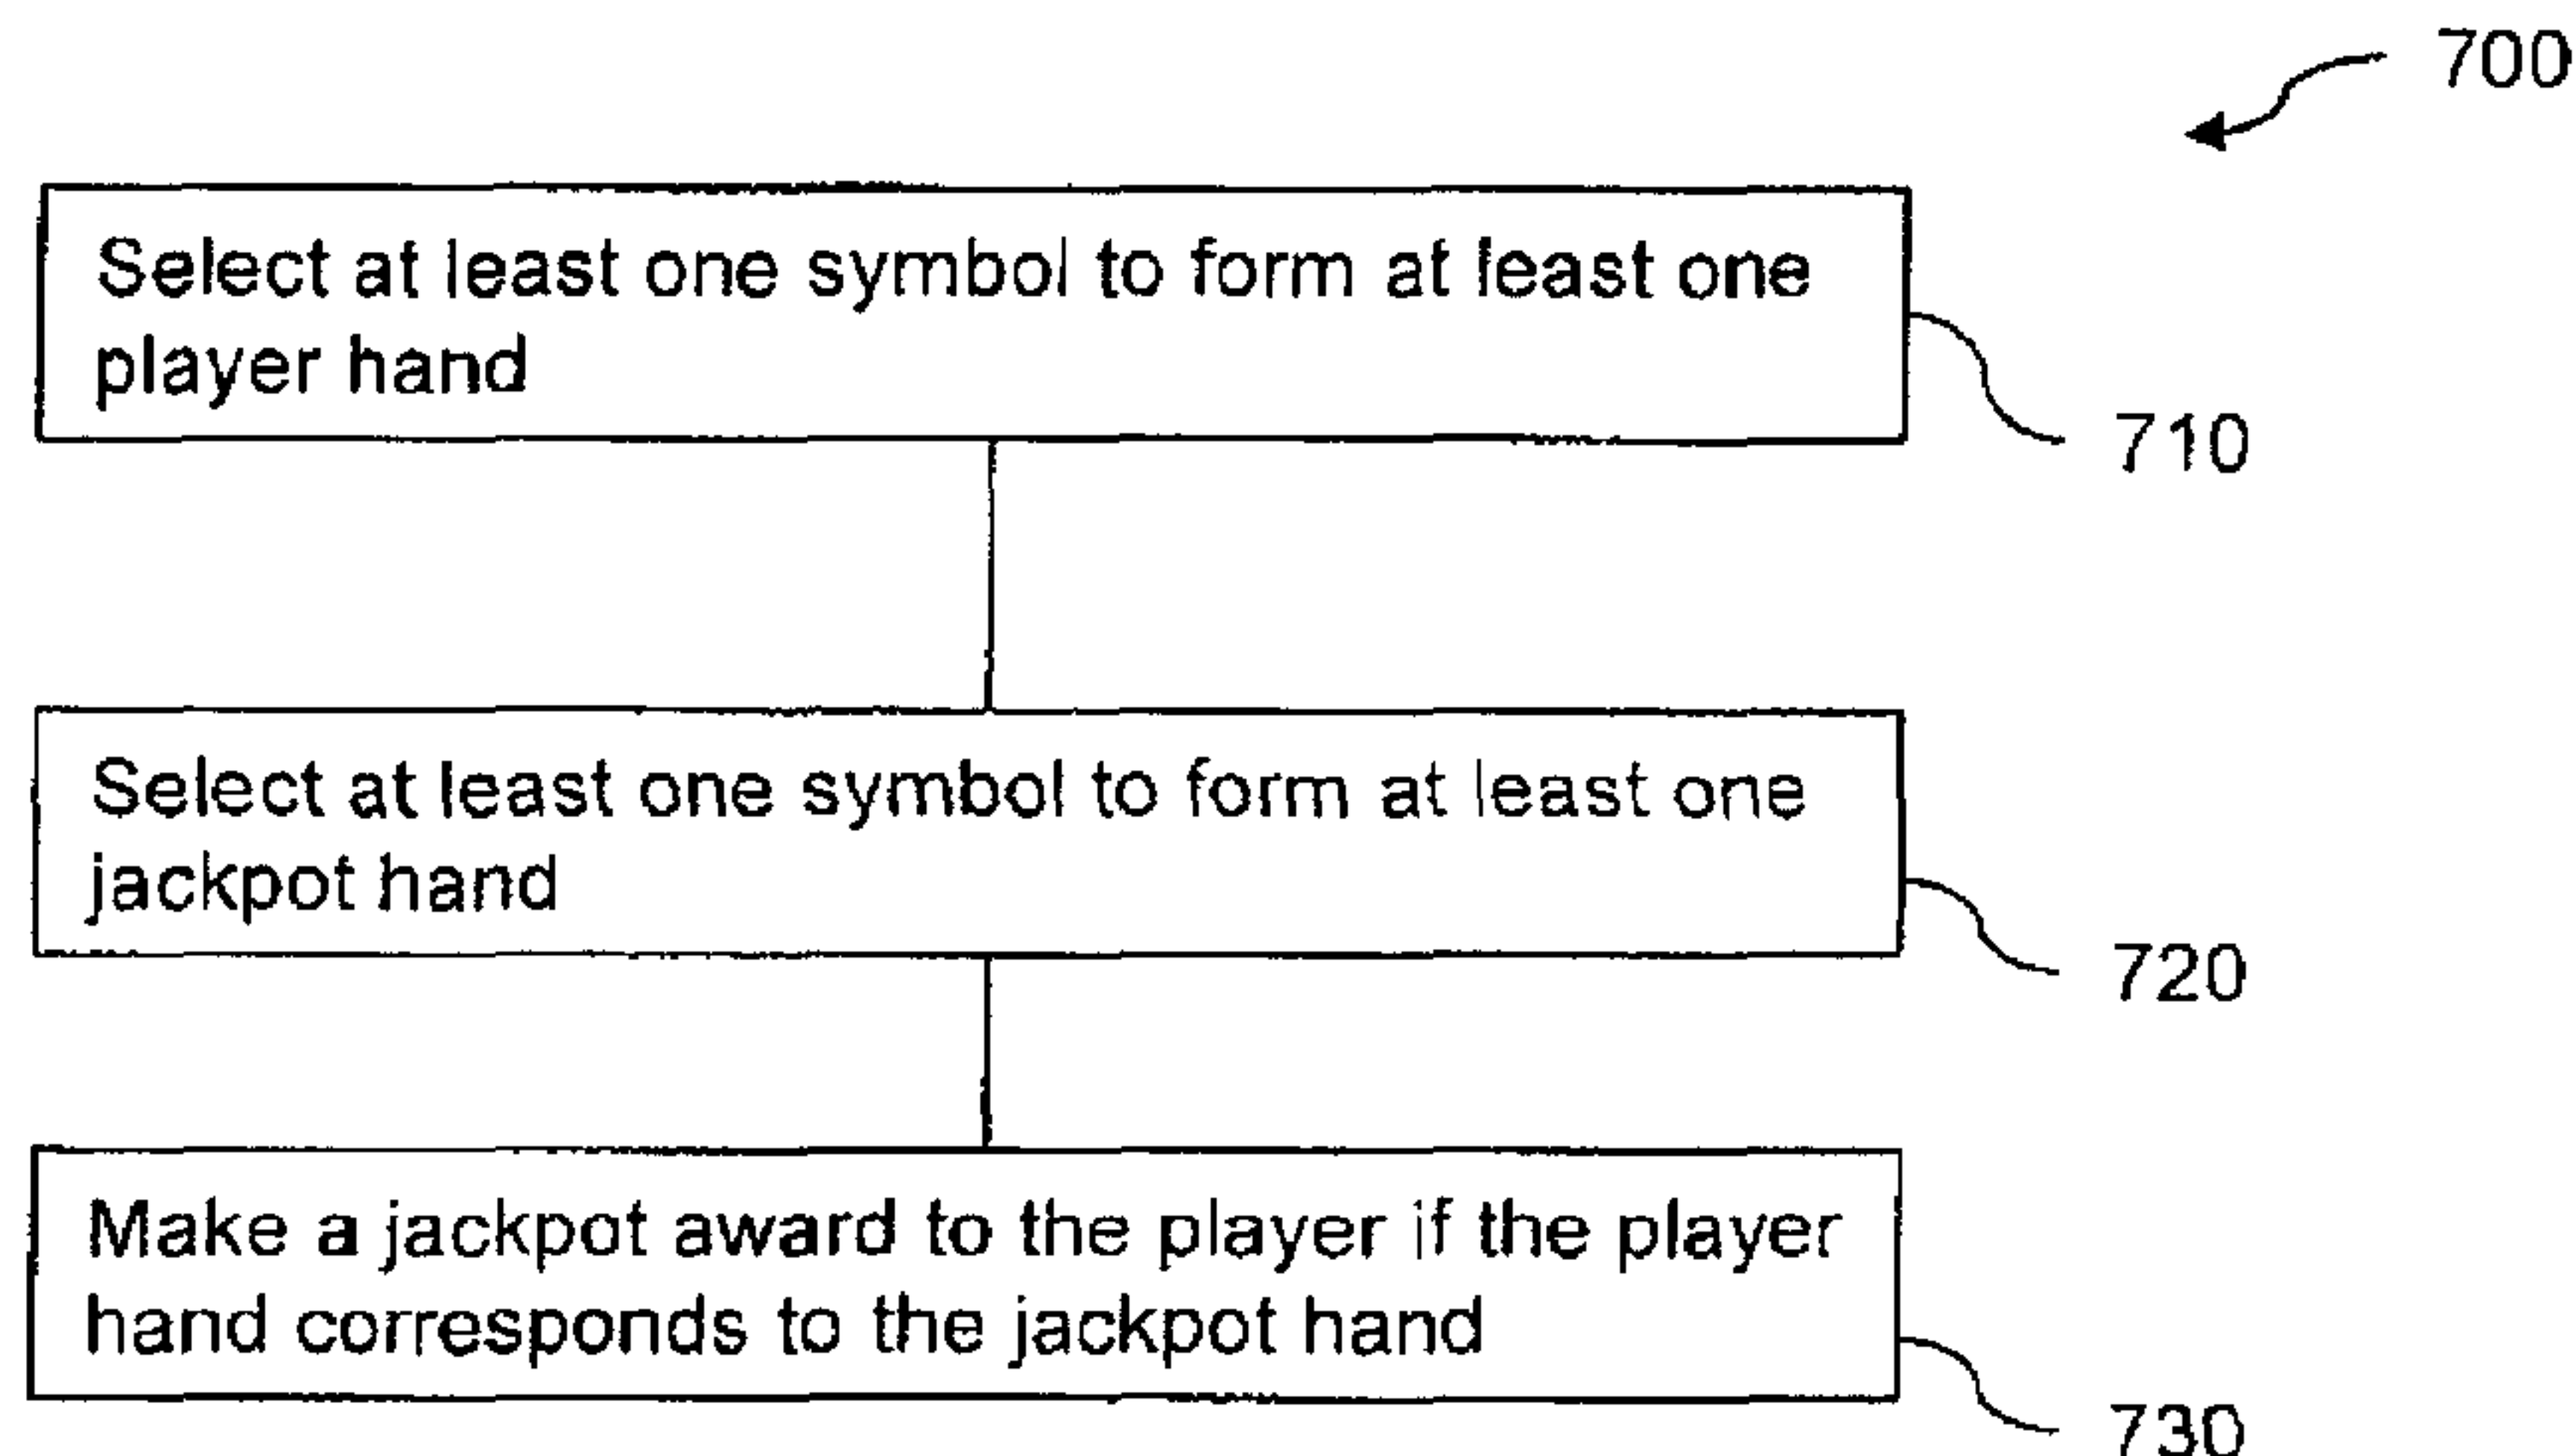 700
Select at least one symbol to form at least one
player hand
710
Select at least one symbol to form at least one
jackpot hand
720
Make a jackpot award to the player if the player
hand corresponds to the jackpot hand
730